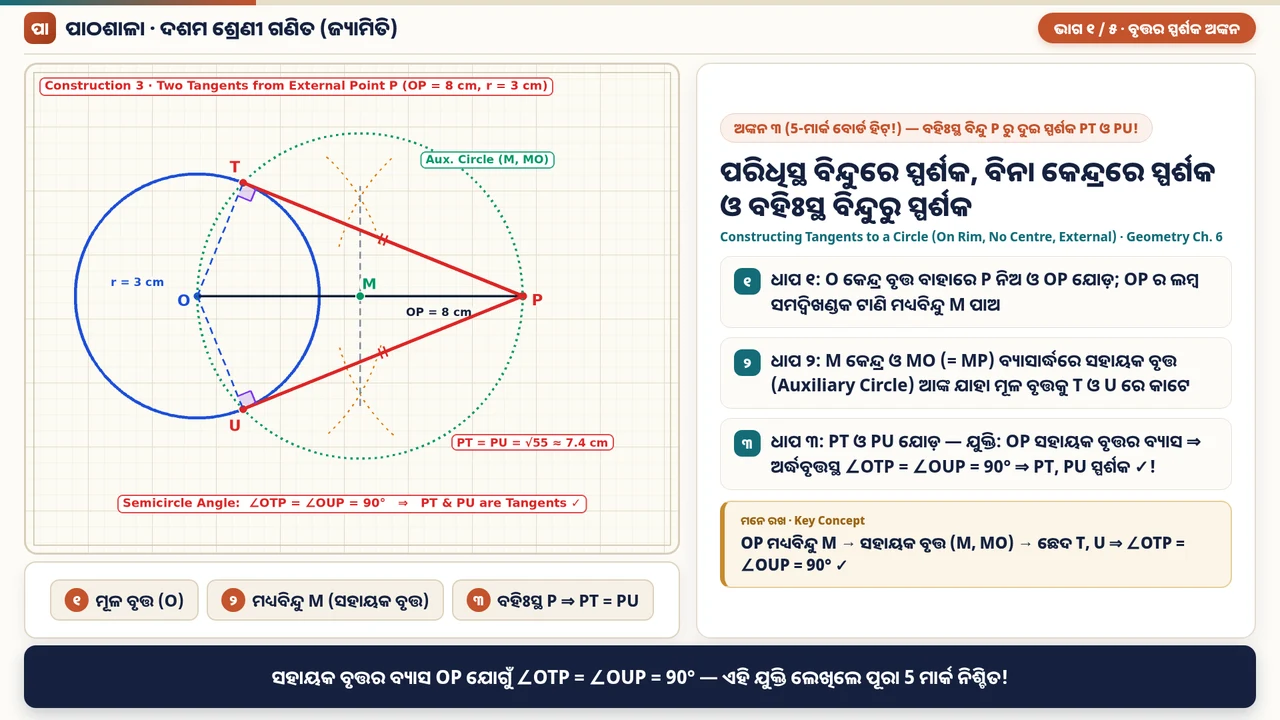 ପା ପାଠଶାଳା · ଦଶମ ଶ୍ରେଣୀ ଗଣିତ (ଜ୍ୟାମିତି)
ଭାଗ ୧ / ୫ · ବୃତ୍ତର ସ୍ପର୍ଶକ ଅଙ୍କନ
Construction 3 · Two Tangents from External Point P (OP = 8 cm, r = 3 cm)
Aux. Circle (M, MO)
T
r = 3 cm
O
M
P
OP = 8 cm
U
PT = PU = √55 ≈ 7.4 cm
Semicircle Angle: ∠OTP = ∠OUP = 90° ⇒ PT & PU are Tangents ✓
୧ ମୂଳ ବୃତ୍ତ (O)
୨ ମଧ୍ୟବିନ୍ଦୁ M (ସହାୟକ ବୃତ୍ତ)
୩ ବହିଃସ୍ଥ P ⇒ PT = PU
ଅଙ୍କନ ୩ (5-ମାର୍କ ବୋର୍ଡ ହିଟ୍!) — ବହିଃସ୍ଥ ବିନ୍ଦୁ P ରୁ ଦୁଇ ସ୍ପର୍ଶକ PT ଓ PU!
ପରିଧିସ୍ଥ ବିନ୍ଦୁରେ ସ୍ପର୍ଶକ, ବିନା କେନ୍ଦ୍ରରେ ସ୍ପର୍ଶକ
ଓ ବହିଃସ୍ଥ ବିନ୍ଦୁରୁ ସ୍ପର୍ଶକ
Constructing Tangents to a Circle (On Rim, No Centre, External) · Geometry Ch. 6
୧ ଧାପ ୧: O କେନ୍ଦ୍ର ବୃତ୍ତ ବାହାରେ P ନିଅ ଓ OP ଯୋଡ଼; OP ର ଲମ୍ବ
ସମଦ୍ୱିଖଣ୍ଡକ ଟାଣି ମଧ୍ୟବିନ୍ଦୁ M ପାଅ
୨ ଧାପ ୨: M କେନ୍ଦ୍ର ଓ MO (= MP) ବ୍ୟାସାର୍ଦ୍ଧରେ ସହାୟକ ବୃତ୍ତ
(Auxiliary Circle) ଆଙ୍କ ଯାହା ମୂଳ ବୃତ୍ତକୁ T ଓ U ରେ କାଟେ
୩ ଧାପ ୩: PT ଓ PU ଯୋଡ଼ — ଯୁକ୍ତି: OP ସହାୟକ ବୃତ୍ତର ବ୍ୟାସ ⇒
ଅର୍ଦ୍ଧବୃତ୍ତସ୍ଥ ∠OTP = ∠OUP = 90° ⇒ PT, PU ସ୍ପର୍ଶକ ✓!
ମନେ ରଖ · Key Concept
OP ମଧ୍ୟବିନ୍ଦୁ M → ସହାୟକ ବୃତ୍ତ (M, MO) → ଛେଦ T, U ⇒ ∠OTP =
∠OUP = 90° ✓
ସହାୟକ ବୃତ୍ତର ବ୍ୟାସ OP ଯୋଗୁଁ ∠OTP = ∠OUP = 90° — ଏହି ଯୁକ୍ତି ଲେଖିଲେ ପୂରା 5 ମାର୍କ ନିଶ୍ଚିତ!